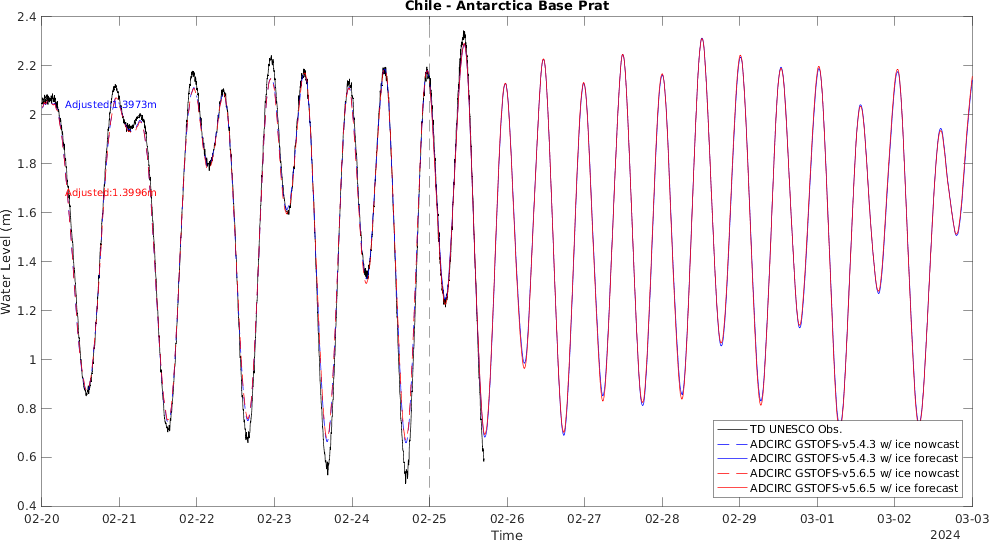 Chile - Antarctica Base Prat
2.4
2.2
2
1.8
1.6
1.4
1.2
1
0.8
0.6
0.4
Water Level (m)
Adjusted:1.3973m
Adjusted:1.3996m
TD UNESCO Obs.
ADCIRC GSTOFS-v5.4.3 w/ ice nowcast
ADCIRC GSTOFS-v5.4.3 w/ ice forecast
ADCIRC GSTOFS-v5.6.5 w/ ice nowcast
ADCIRC GSTOFS-v5.6.5 w/ ice forecast
02-20 02-21 02-22 02-23 02-24 02-25 02-26 02-27 02-28 02-29 03-01 03-02 03-03
Time
2024